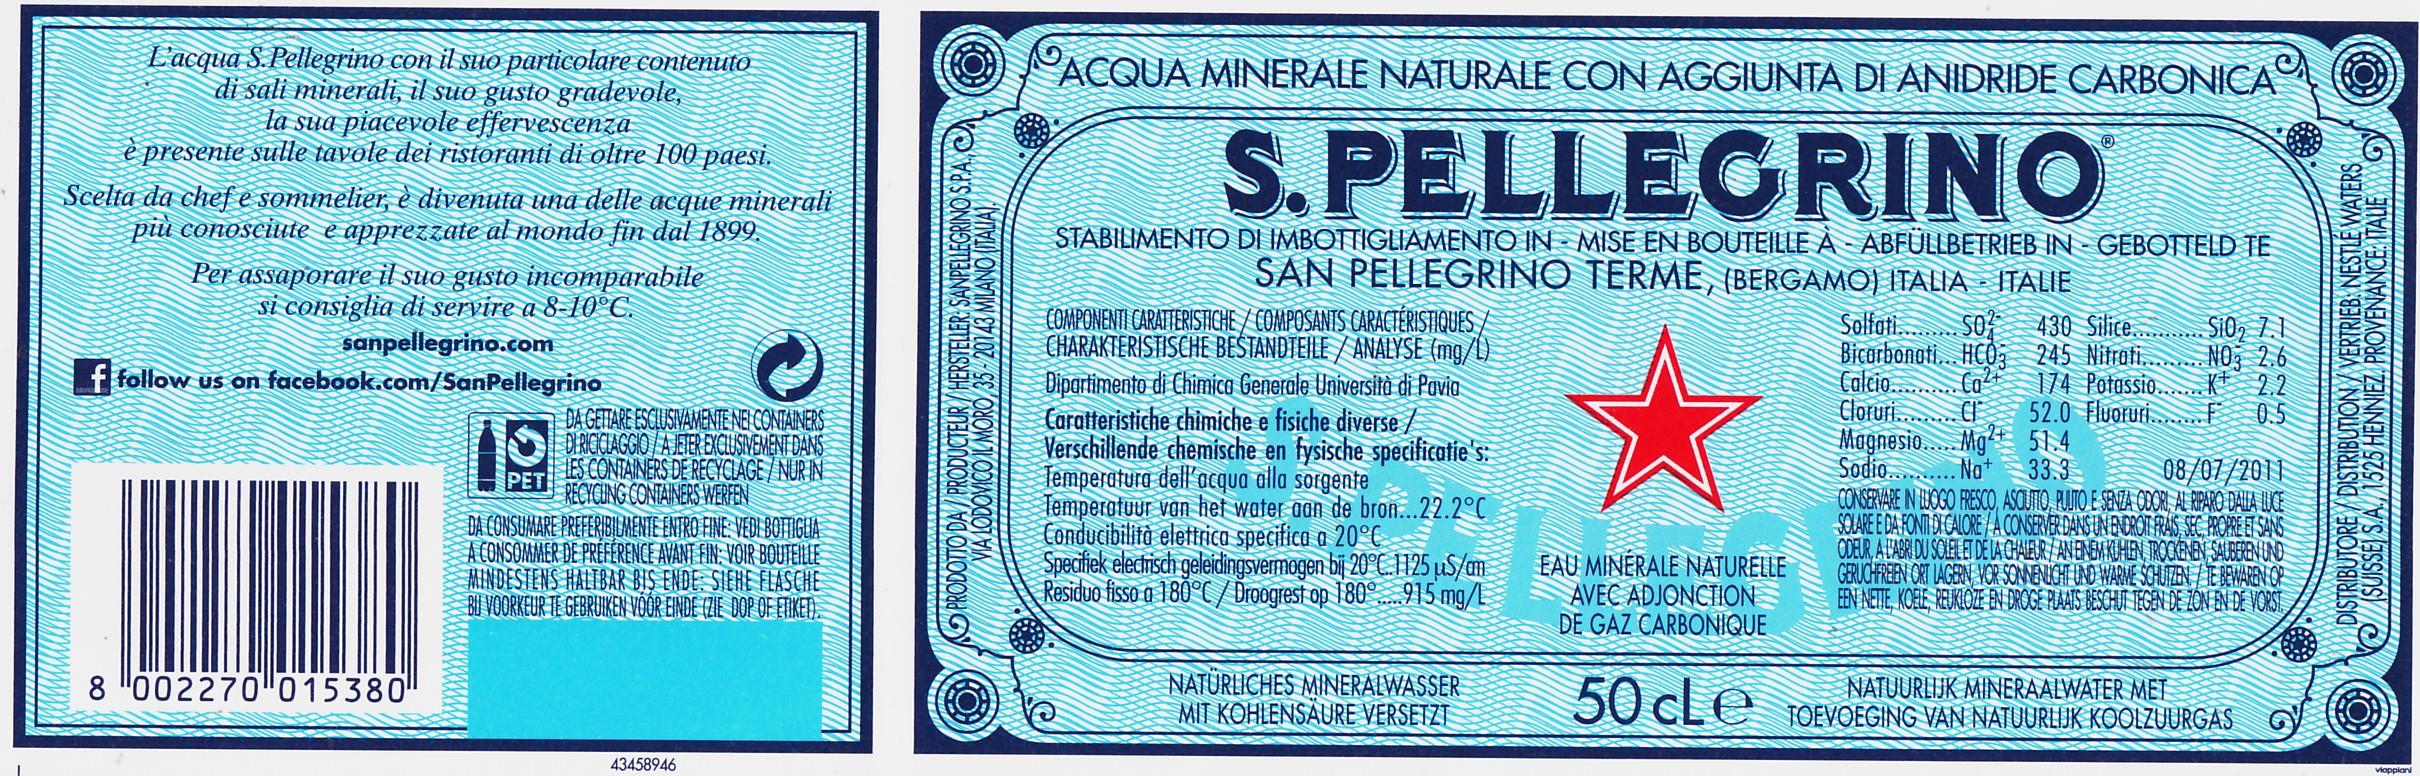 L'acqua S.Pellegrino con il suo particolare contenuto
di sali minerali, il suo gusto gradevole,
la sua piacevole effervescenza
è presente sulle tavole dei ristoranti di oltre 100 paesi.
Scelta da chef e sommelier, è divenuta una delle acque minerali
più conosciute e apprezzate al mondo fin dal 1899.
Per assaporare il suo gusto incomparabile
si consiglia di servire a 8-10°C.
sanpellegrino.com
f follow us on facebook.com/SanPellegrino
PET
DA GETTARE ESCLUSIVAMENTE NEI CONTAINERS
DI RICICLAGGIO / A JETER EXCLUSIVEMENT DANS
LES CONTAINERS DE RECYCLAGE / NUR IN
RECYCLING CONTAINERS WERFEN
DA CONSUMARE PREFERIBILMENTE ENTRO FINE: VEDI BOTTIGLIA
A CONSOMMER DE PRÉFÉRENCE AVANT FIN: VOIR BOUTEILLE
MINDESTENS HALTBAR BIS ENDE: SIEHE FLASCHE
BIJ VOORKEUR TE GEBRUIKEN VÓÓR EINDE (ZIE DOP OF ETIKET).
8 002270 015380
43458946
ACQUA MINERALE NATURALE CON AGGIUNTA DI ANIDRIDE CARBONICA
S.PELLEGRINO®
STABILIMENTO DI IMBOTTIGLIAMENTO IN - MISE EN BOUTEILLE À - ABFÜLLBETRIEB IN - GEBOTTELD TE
SAN PELLEGRINO TERME, (BERGAMO) ITALIA - ITALIE
PRODOTTO DA / PRODUCTEUR / HERSTELLER: SANPELLEGRINO S.P.A.,
VIA LODOVICO IL MORO, 35 - 20143 MILANO (ITALIA).
COMPONENTI CARATTERISTICHE / COMPOSANTS CARACTÉRISTIQUES /
CHARAKTERISTISCHE BESTANDTEILE / ANALYSE (mg/L)
Dipartimento di Chimica Generale Università di Pavia
Caratteristiche chimiche e fisiche diverse /
Verschillende chemische en fysische specificatie's:
Temperatura dell'acqua alla sorgente
Temperatuur van het water aan de bron...22.2°C
Conducibilità elettrica specifica a 20°C
Specifiek electrisch geleidingsvermogen bij 20°C..1125 µS/cm
Residuo fisso a 180°C / Droogrest op 180°.....915 mg/L
EAU MINÉRALE NATURELLE
AVEC ADJONCTION
DE GAZ CARBONIQUE
Solfati......... SO₄²⁻ 430 Silice........... SiO₂ 7.1
Bicarbonati... HCO₃⁻ 245 Nitrati......... NO₃⁻ 2.6
Calcio.......... Ca²⁺ 174 Potassio....... K⁺ 2.2
Cloruri......... Cl⁻ 52.0 Fluoruri........ F⁻ 0.5
Magnesio..... Mg²⁺ 51.4
Sodio........... Na⁺ 33.3 08/07/2011
CONSERVARE IN LUOGO FRESCO, ASCIUTTO, PULITO E SENZA ODORI, AL RIPARO DALLA LUCE
SOLARE E DA FONTI DI CALORE / À CONSERVER DANS UN ENDROIT FRAIS, SEC, PROPRE ET SANS
ODEUR, A L'ABRI DU SOLEIL ET DE LA CHALEUR / AN EINEM KÜHLEN, TROCKENEN, SAUBEREN UND
GERUCHFREIEN ORT LAGERN, VOR SONNENLICHT UND WÄRME SCHÜTZEN, / TE BEWAREN OP
EEN NETTE, KOELE, REUKLOZE EN DROGE PLAATS BESCHUT TEGEN DE ZON EN DE VORST.
DISTRIBUTORE / DISTRIBUTION / VERTRIEB: NESTLÉ WATERS
(SUISSE) S.A., 1525 HENNIEZ. PROVENANCE: ITALIE
S.PELLEGRINO
NATÜRLICHES MINERALWASSER
MIT KOHLENSÄURE VERSETZT
50 cL ℮
NATUURLIJK MINERAALWATER MET
TOEVOEGING VAN NATUURLIJK KOOLZUURGAS
viappiani